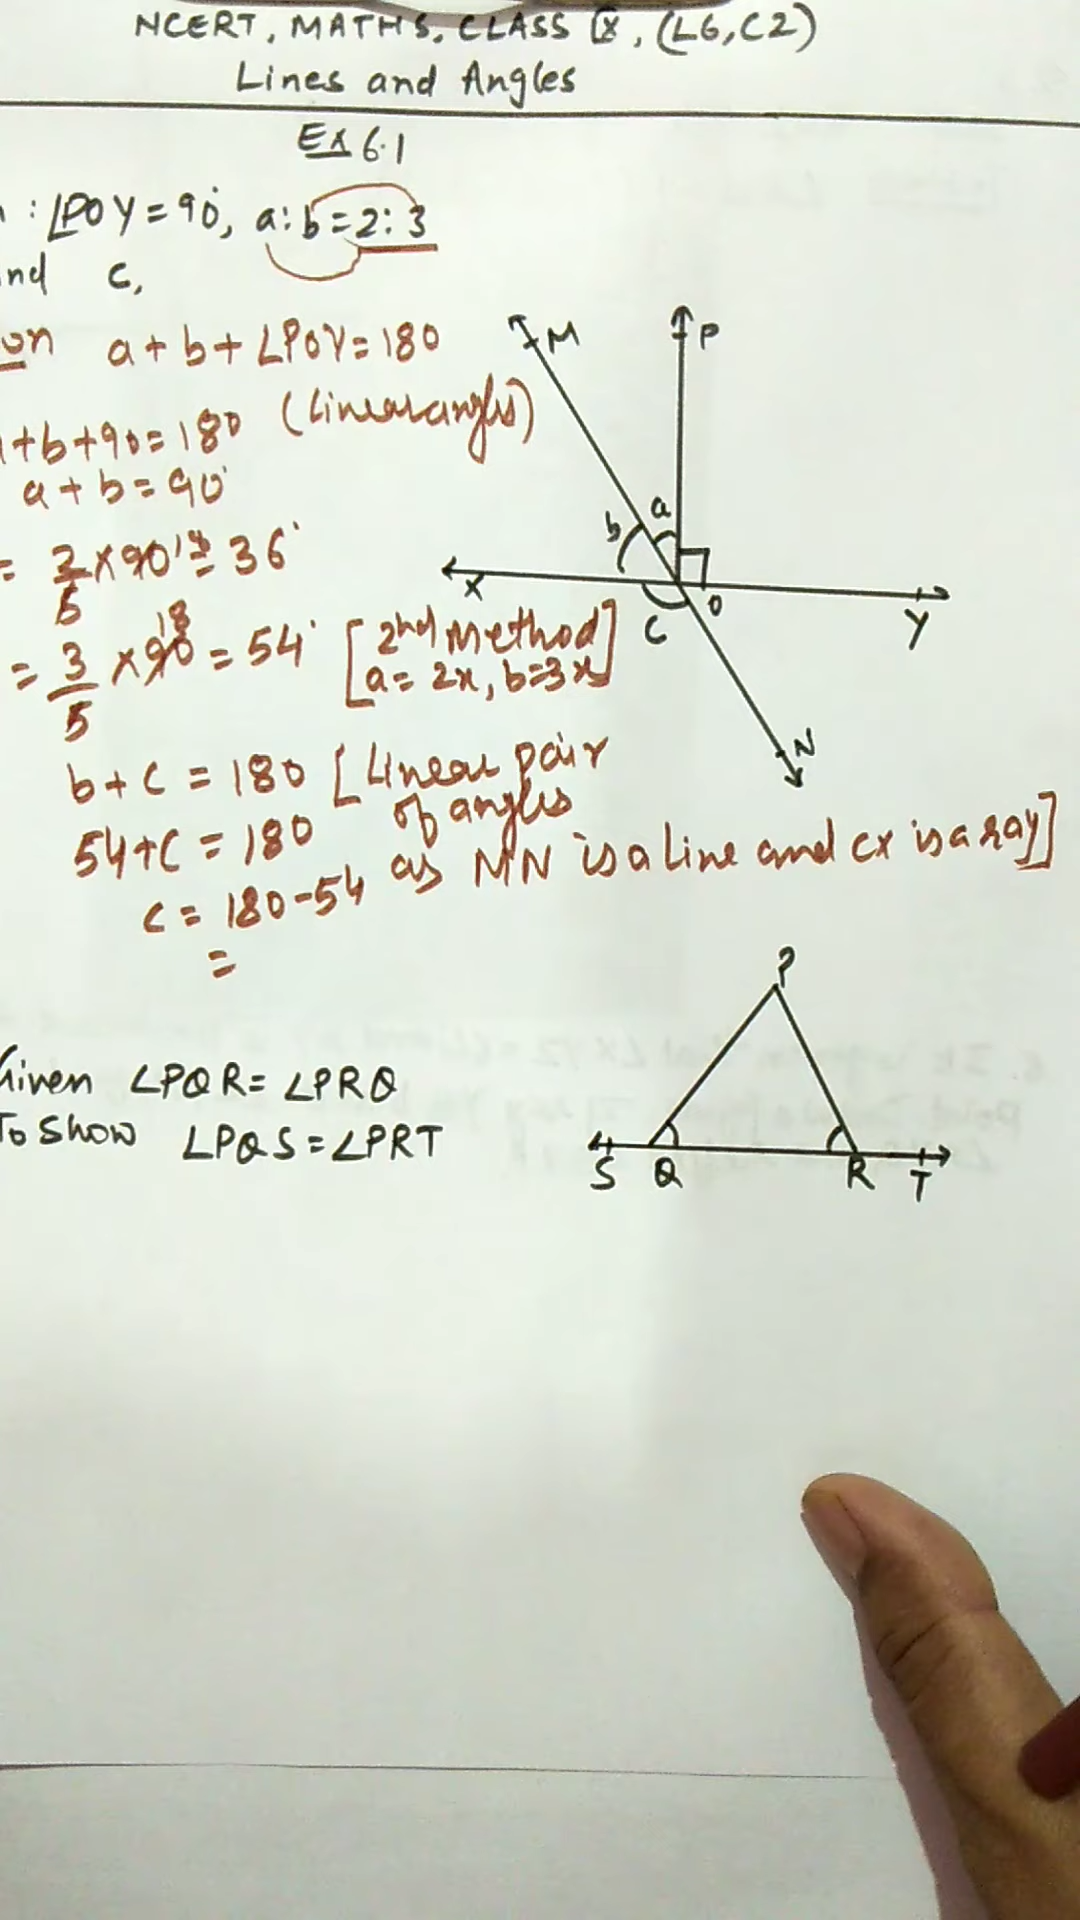 NCERT, MATHS, CLASS IX, (L6,C2)
Lines and Angles
Ex 6.1
: ∠POY = 90°, a:b = 2:3
nd c,
on a + b + ∠POY = 180
+b+90 = 180 (linear angles)
a + b = 90°
= 2/5 × 90 18 = 36°
= 3/5 × 90 18 = 54° [2nd Method
a = 2x, b=3x]
b + c = 180 [Linear pair
of angles
54+c = 180
as MN is a line and cx is a ray]
c = 180-54
=
M
P
a
b
X
O
Y
C
N
Given ∠PQR = ∠PRQ
To show ∠PQS = ∠PRT
P
S Q R T